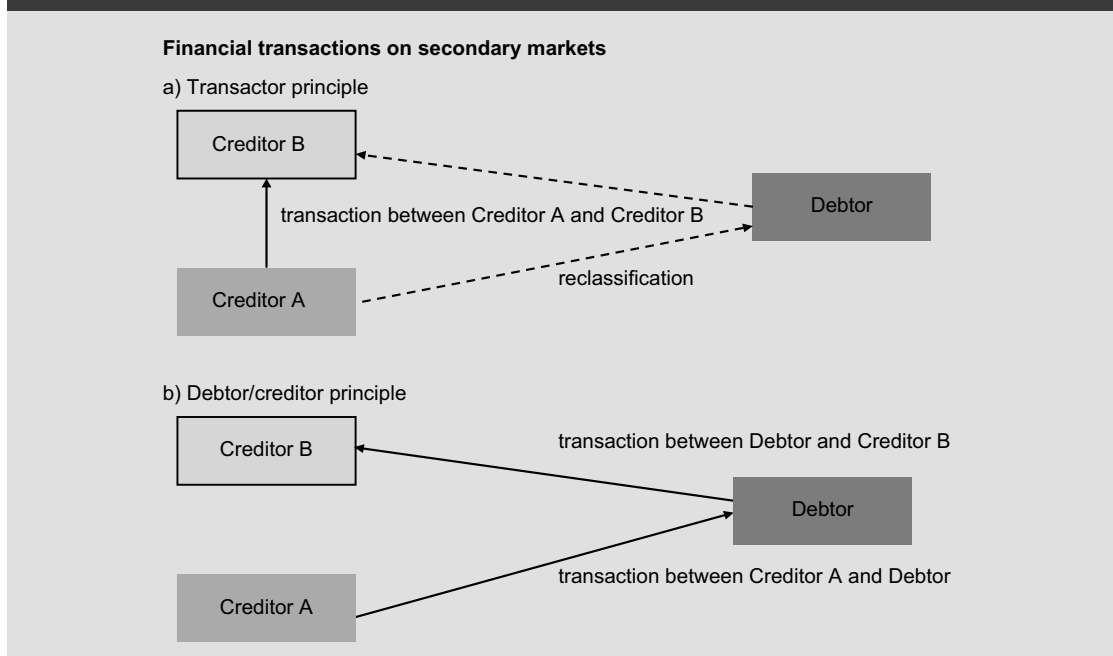 Financial transactions on secondary markets
a) Transactor principle
Creditor B
Debtor
transaction between Creditor A and Creditor B
reclassification
Creditor A
b) Debtor/creditor principle
Creditor B
transaction between Debtor and Creditor B
Debtor
transaction between Creditor A and Debtor
Creditor A